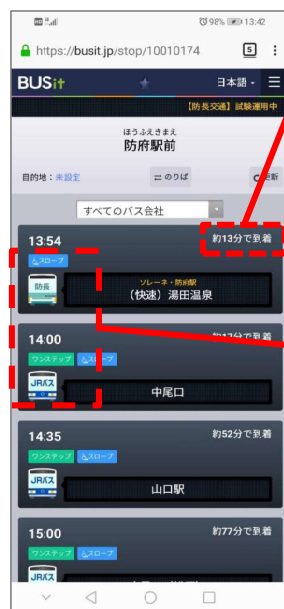 98% 13:42
https://busit.jp/stop/10010174 5
BUSit 日本語
【防長交通】試験運用中
ほうふえきまえ
防府駅前
目的地：未設定 のりば 更新
すべてのバス会社
13:54 約13分で到着
スロープ
防長
ソレーネ・防府駅
（快速）湯田温泉
14:00
ワンステップ スロープ
JRバス
中尾口
14:35 約52分で到着
ワンステップ スロープ
JRバス
山口駅
15:00 約77分で到着
ワンステップ スロープ
JRバス